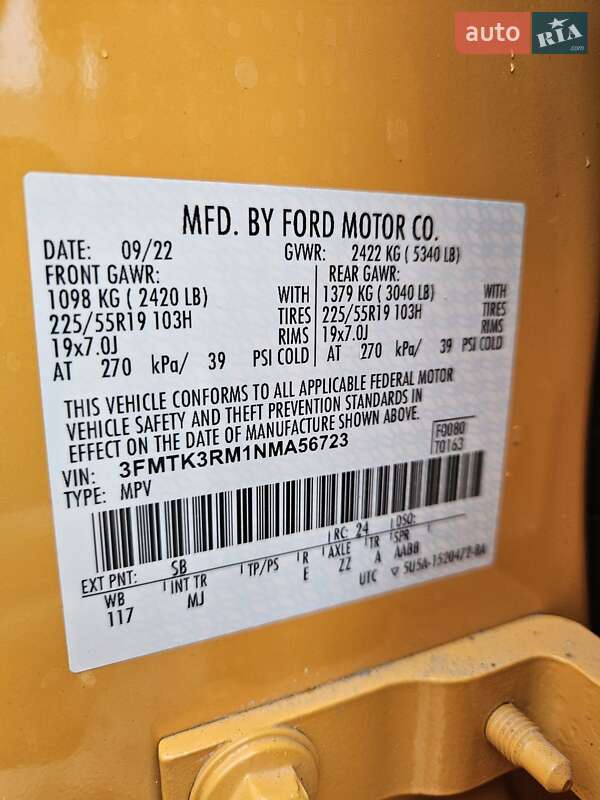 auto RIA.com
MFD. BY FORD MOTOR CO.
DATE: 09/22 GVWR: 2422 KG ( 5340 LB)
FRONT GAWR: REAR GAWR:
1098 KG ( 2420 LB) WITH 1379 KG ( 3040 LB) WITH
225/55R19 103H TIRES 225/55R19 103H TIRES
19x7.0J RIMS 19x7.0J RIMS
AT 270 kPa/ 39 PSI COLD AT 270 kPa/ 39 PSI COLD
THIS VEHICLE CONFORMS TO ALL APPLICABLE FEDERAL MOTOR
VEHICLE SAFETY AND THEFT PREVENTION STANDARDS IN
EFFECT ON THE DATE OF MANUFACTURE SHOWN ABOVE.
VIN: 3FMTK3RM1NMA56723 F0080
TYPE: MPV T0163
EXT PNT: SB RC: 24 DSO:
WB INT TR TP/PS R AXLE TR SPR
117 MJ E ZZ A AABB
UTC 5U5A-1520472-BA